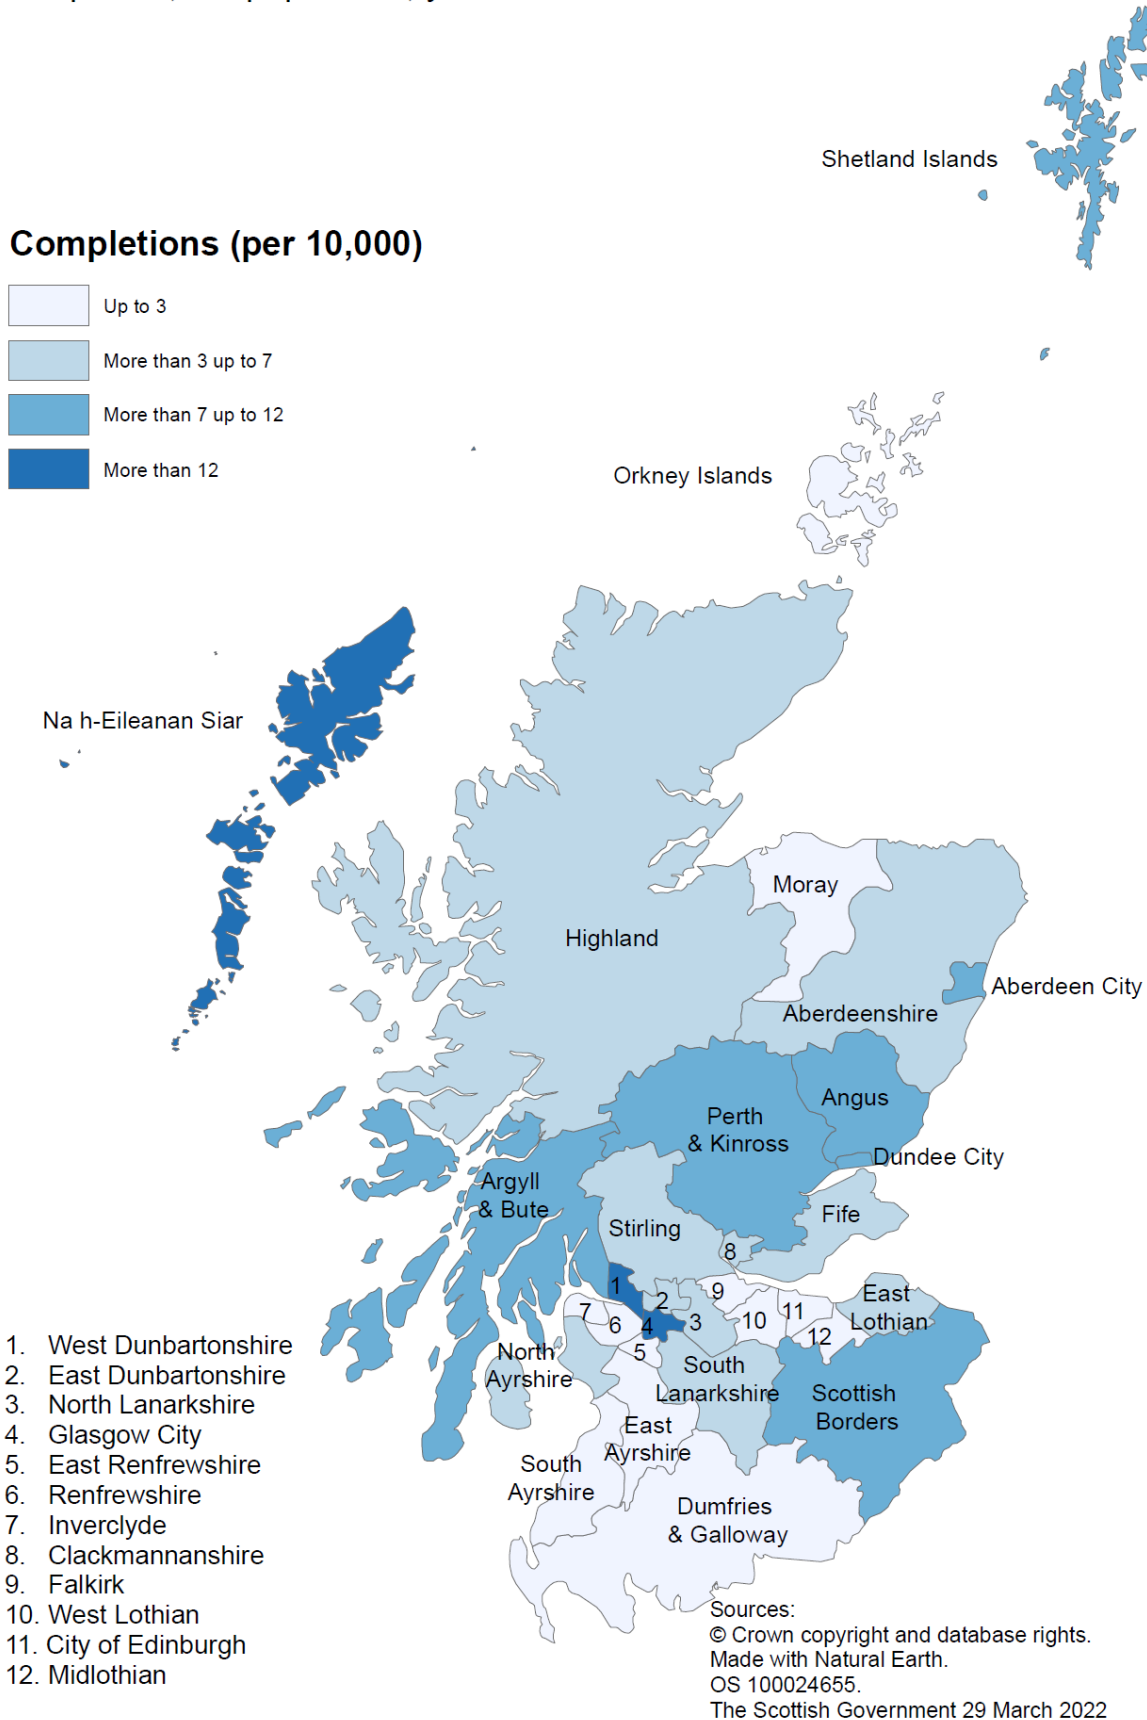 Shetland Islands
Completions (per 10,000)
Up to 3
More than 3 up to 7
More than 7 up to 12
More than 12
Orkney Islands
Na h-Eileanan Siar
Moray
Highland
Aberdeen City
Aberdeenshire
Angus
Perth
& Kinross
Dundee City
Argyll
& Bute
Fife
Stirling
8
1
2
9
East
Lothian
7
6
4
3
10
11
12
5
North
Ayrshire
South
Lanarkshire
Scottish
Borders
East
Ayrshire
South
Ayrshire
Dumfries
& Galloway
1. West Dunbartonshire
2. East Dunbartonshire
3. North Lanarkshire
4. Glasgow City
5. East Renfrewshire
6. Renfrewshire
7. Inverclyde
8. Clackmannanshire
9. Falkirk
10. West Lothian
11. City of Edinburgh
12. Midlothian
Sources:
© Crown copyright and database rights.
Made with Natural Earth.
OS 100024655.
The Scottish Government 29 March 2022